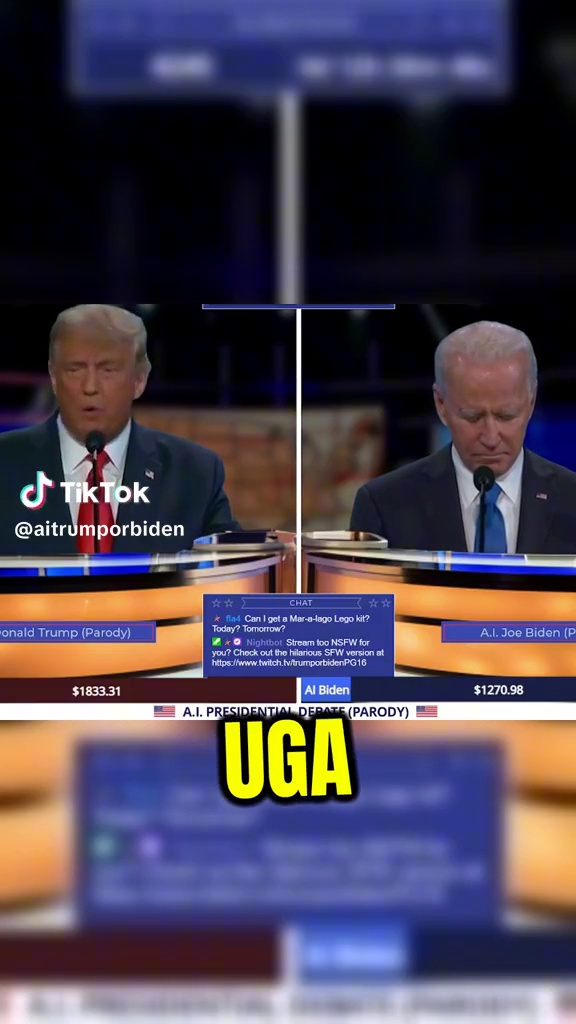 TikTok
@aitrumporbiden
CHAT
fla4 Can I get a Mar-a-lago Lego kit?
Today? Tomorrow?
Nightbot Stream too NSFW for
you? Check out the hilarious SFW version at
https://www.twitch.tv/trumporbidenPG16
onald Trump (Parody)
A.I. Joe Biden (P
$1833.31
AI Biden
$1270.98
A.I. PRESIDENTIAL DEBATE (PARODY)
UGA